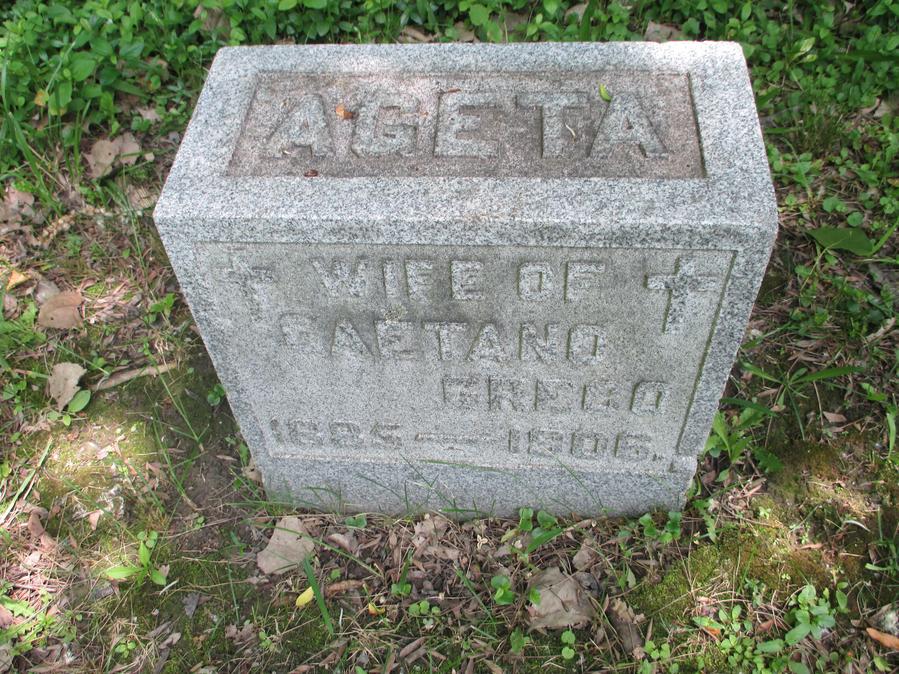 AGETA
WIFE OF
GAETANO
GRECO
1885 — 1906.